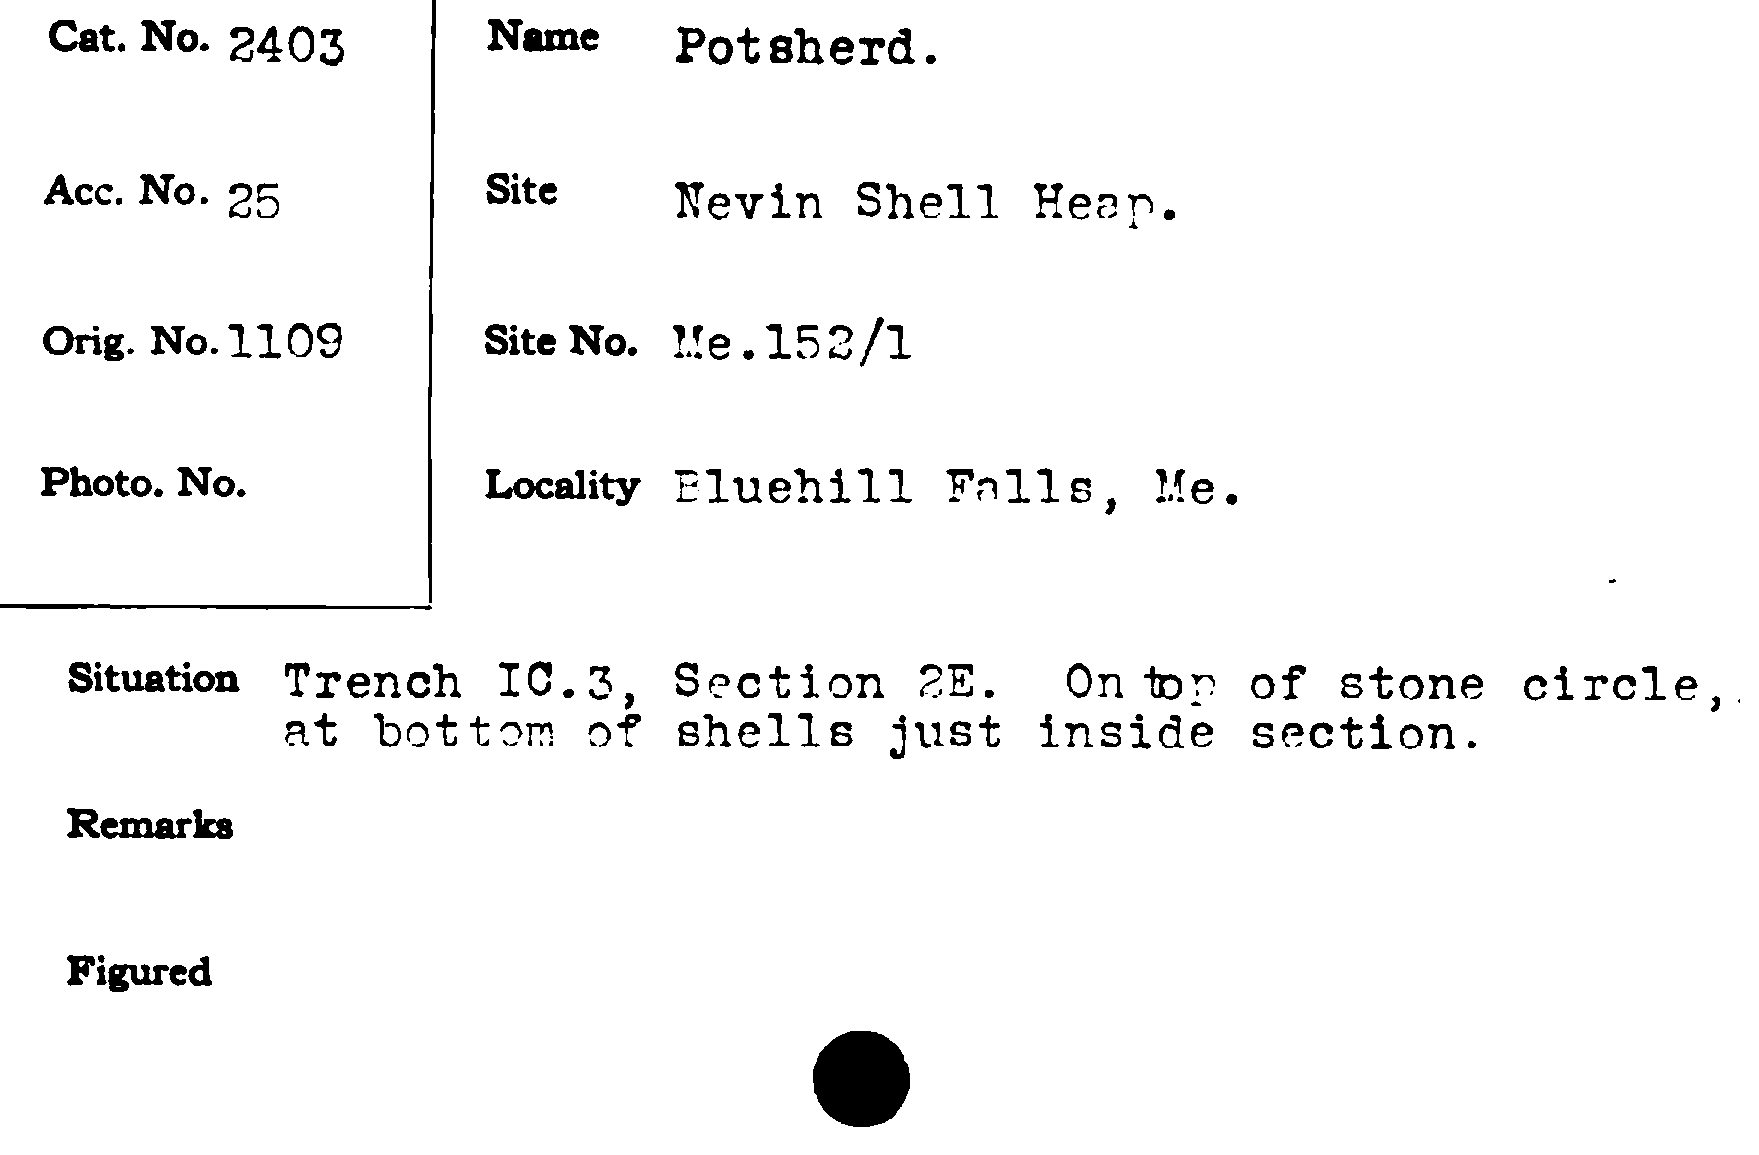 Cat. No. 2403
Name Potsherd.
Acc. No. 25
Site Nevin Shell Heap.
Orig. No. 1109
Site No. Me.152/1
Photo. No.
Locality Bluehill Falls, Me.
Situation Trench IC.3, Section 2E. On top of stone circle,
at bottom of shells just inside section.
Remarks
Figured